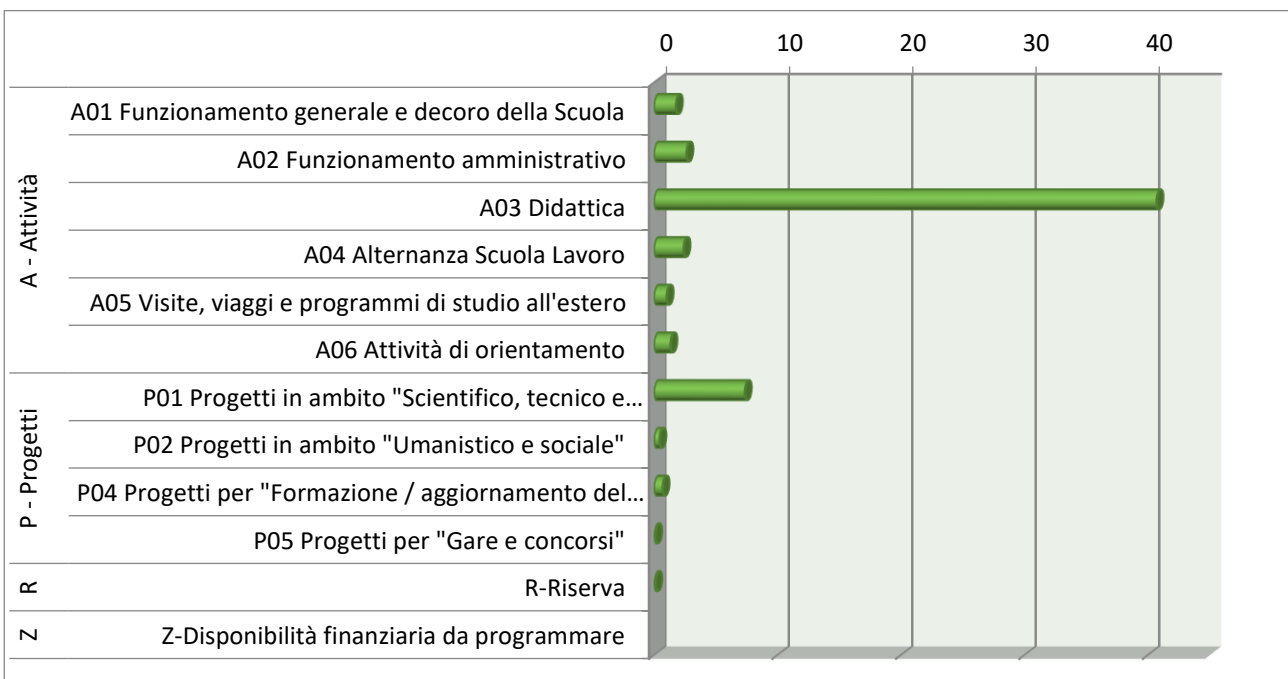 0 10 20 30 40
A - Attività
A01 Funzionamento generale e decoro della Scuola
A02 Funzionamento amministrativo
A03 Didattica
A04 Alternanza Scuola Lavoro
A05 Visite, viaggi e programmi di studio all'estero
A06 Attività di orientamento
P - Progetti
P01 Progetti in ambito "Scientifico, tecnico e...
P02 Progetti in ambito "Umanistico e sociale"
P04 Progetti per "Formazione / aggiornamento del...
P05 Progetti per "Gare e concorsi"
R
R-Riserva
Z
Z-Disponibilità finanziaria da programmare